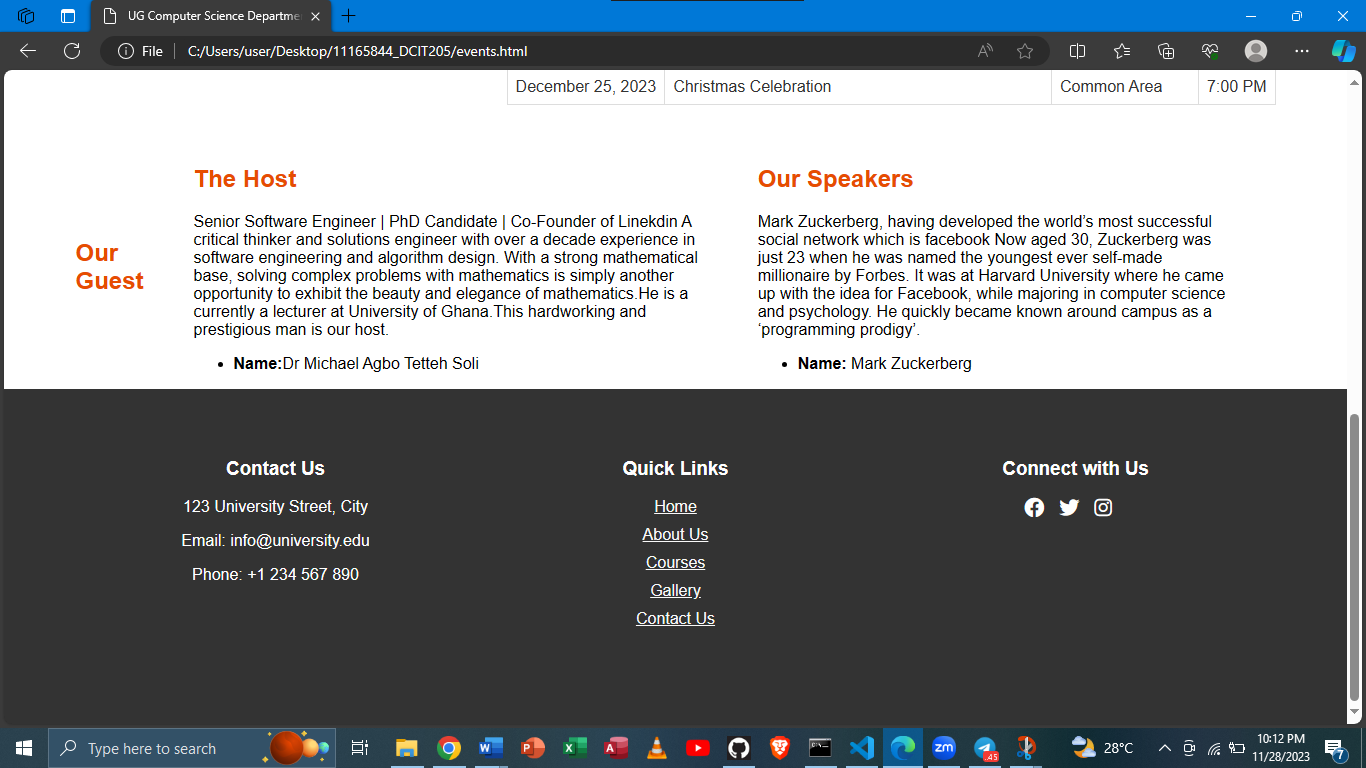 UG Computer Science Departme
File
C:/Users/user/Desktop/11165844_DCIT205/events.html
December 25, 2023 Christmas Celebration Common Area 7:00 PM
Our
Guest
The Host
Senior Software Engineer | PhD Candidate | Co-Founder of Linekdin A
critical thinker and solutions engineer with over a decade experience in
software engineering and algorithm design. With a strong mathematical
base, solving complex problems with mathematics is simply another
opportunity to exhibit the beauty and elegance of mathematics.He is a
currently a lecturer at University of Ghana.This hardworking and
prestigious man is our host.
• Name:Dr Michael Agbo Tetteh Soli
Our Speakers
Mark Zuckerberg, having developed the world’s most successful
social network which is facebook Now aged 30, Zuckerberg was
just 23 when he was named the youngest ever self-made
millionaire by Forbes. It was at Harvard University where he came
up with the idea for Facebook, while majoring in computer science
and psychology. He quickly became known around campus as a
‘programming prodigy’.
• Name: Mark Zuckerberg
Contact Us
123 University Street, City
Email: info@university.edu
Phone: +1 234 567 890
Quick Links
Home
About Us
Courses
Gallery
Contact Us
Connect with Us
Type here to search
zm
.45
28°C
10:12 PM
11/28/2023
7